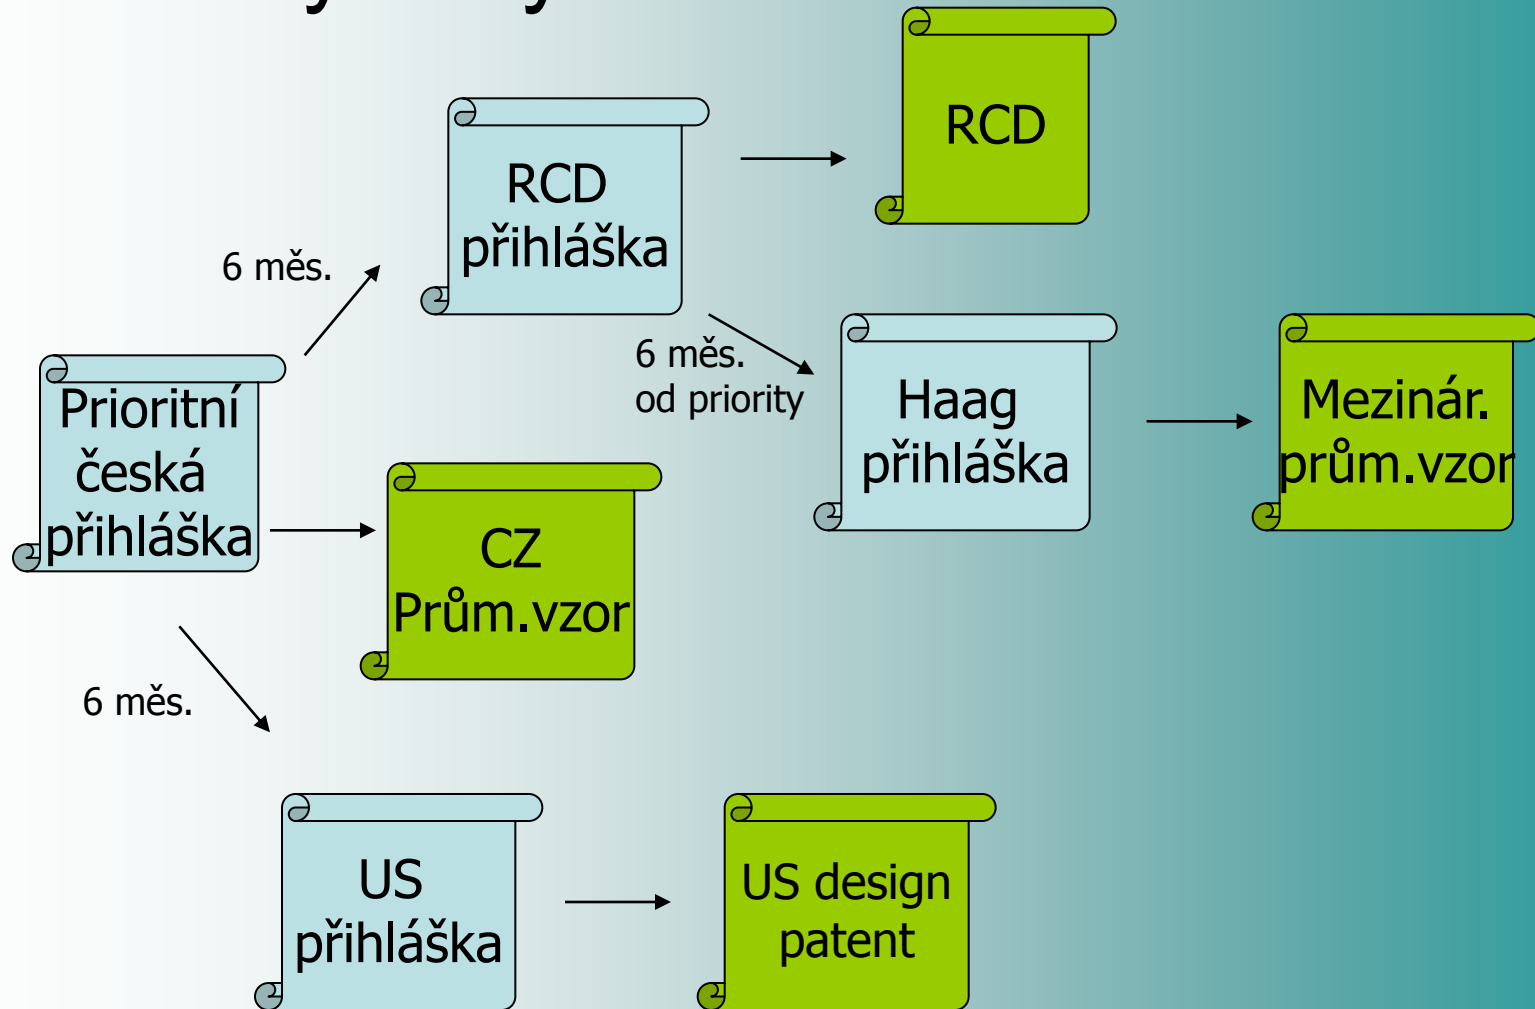 RCD
RCD
přihláška
6 měs.
6 měs.
od priority
Prioritní
česká
přihláška
Haag
přihláška
Mezinár.
prům.vzor
CZ
Prům.vzor
6 měs.
US
přihláška
US design
patent